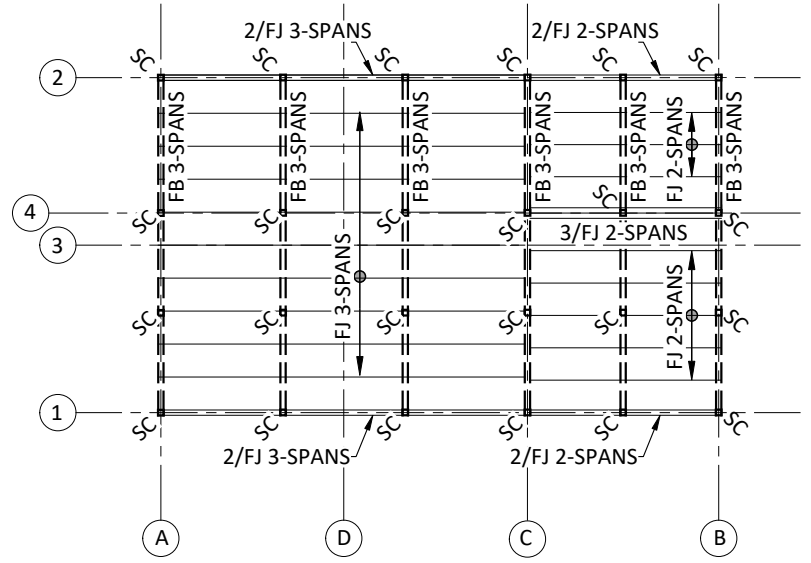 2/FJ 3-SPANS
2/FJ 2-SPANS
SC
SC
SC
SC
SC
SC
2
FB 3-SPANS
FB 3-SPANS
FB 3-SPANS
FB 3-SPANS
FB 3-SPANS
FJ 2-SPANS
FB 3-SPANS
4
SC
SC
SC
SC
SC
SC
3
3/FJ 2-SPANS
FJ 3-SPANS
FJ 2-SPANS
SC
SC
SC
SC
SC
SC
1
SC
SC
SC
SC
SC
SC
2/FJ 3-SPANS
2/FJ 2-SPANS
A
D
C
B